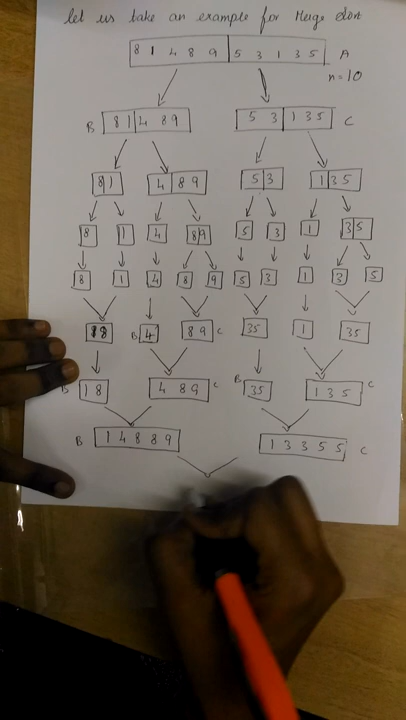 let us take an example for Merge Sort
8 1 4 8 9 5 3 1 3 5 A
n=10
B 8 1 4 8 9 5 3 1 3 5 C
8 1 4 8 9 5 3 1 3 5
8 1 4 8 9 5 3 1 3 5
8 1 4 8 9 5 3 1 3 5
1 8 B 4 8 9 C 3 5 1 3 5
B 1 8 4 8 9 C B 3 5 1 3 5 C
B 1 4 8 8 9 1 3 3 5 5 C